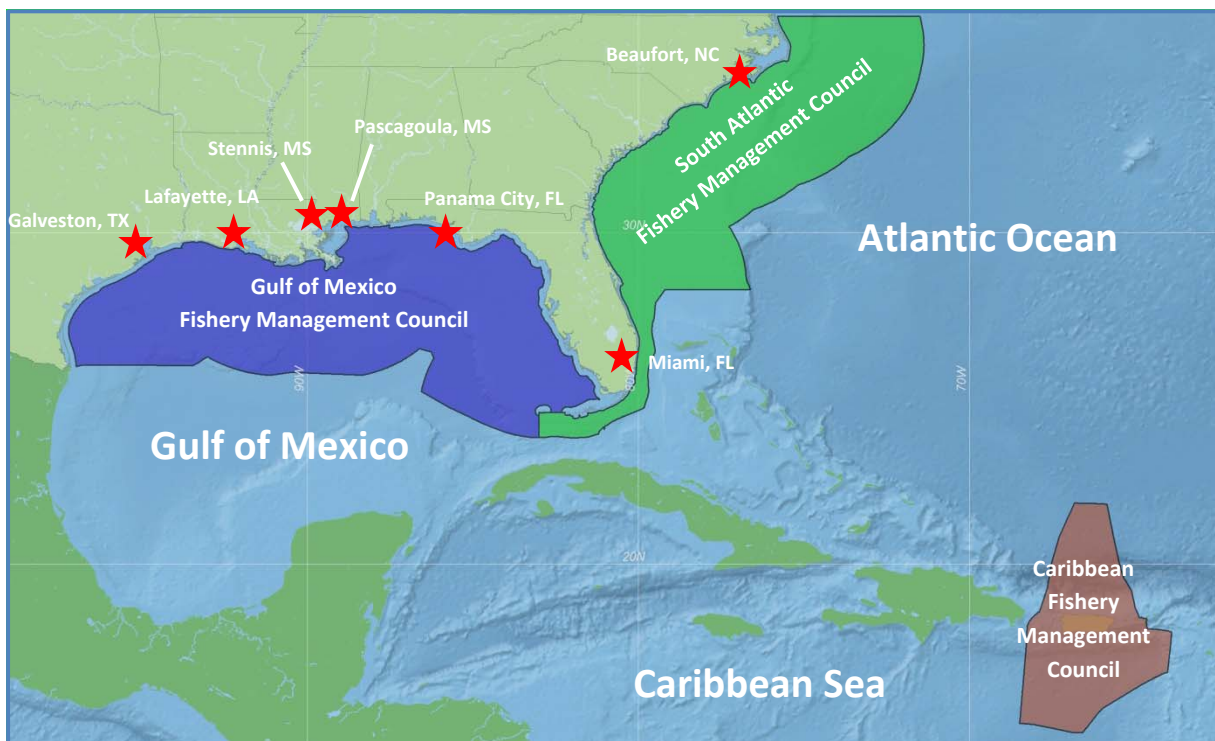 Beaufort, NC
South Atlantic
Fishery Management Council
Pascagoula, MS
Stennis, MS
Lafayette, LA
Panama City, FL
Galveston, TX
30N
Atlantic Ocean
Gulf of Mexico
Fishery Management Council
Miami, FL
90W
70W
Gulf of Mexico
20N
Caribbean
Fishery
Management
Council
Caribbean Sea